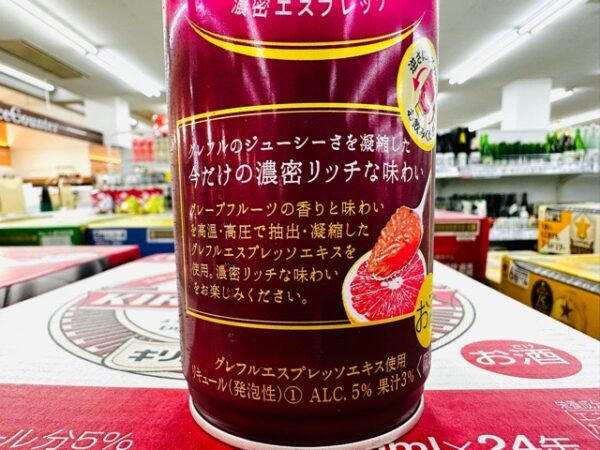 濃密エスプレッソ
グレフルのジューシーさを凝縮した
今だけの濃密リッチな味わい
グレープフルーツの香りと味わい
を高温・高圧で抽出・凝縮した
グレフルエスプレッソエキスを
使用。濃密リッチな味わい
をお楽しみください。
グレフルエスプレッソエキス使用
リキュール(発泡性)① ALC. 5% 果汁3%
お酒
ール分5%
ml×24缶